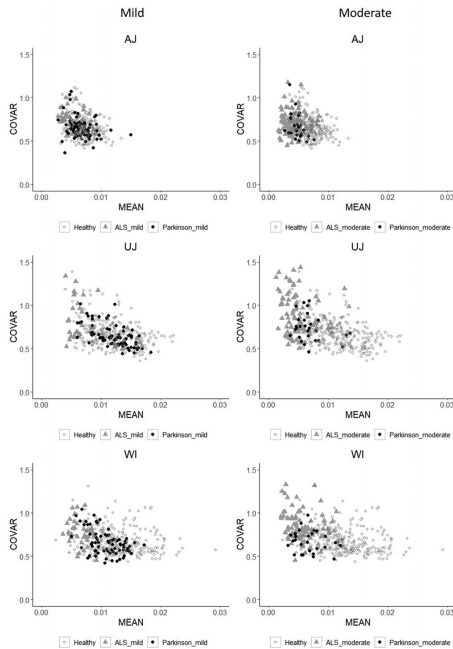 Mild Moderate
AJ AJ
1.5 1.5
1.0 1.0
COVAR COVAR
0.5 0.5
0.0 0.0
0.00 0.01 0.02 0.03 0.00 0.01 0.02 0.03
MEAN MEAN
Healthy ALS_mild Parkinson_mild Healthy ALS_moderate Parkinson_moderate
UJ UJ
1.5 1.5
1.0 1.0
COVAR COVAR
0.5 0.5
0.0 0.0
0.00 0.01 0.02 0.03 0.00 0.01 0.02 0.03
MEAN MEAN
Healthy ALS_mild Parkinson_mild Healthy ALS_moderate Parkinson_moderate
WI WI
1.5 1.5
1.0 1.0
COVAR COVAR
0.5 0.5
0.0 0.0
0.00 0.01 0.02 0.03 0.00 0.01 0.02 0.03
MEAN MEAN
Healthy ALS_mild Parkinson_mild Healthy ALS_moderate Parkinson_moderate